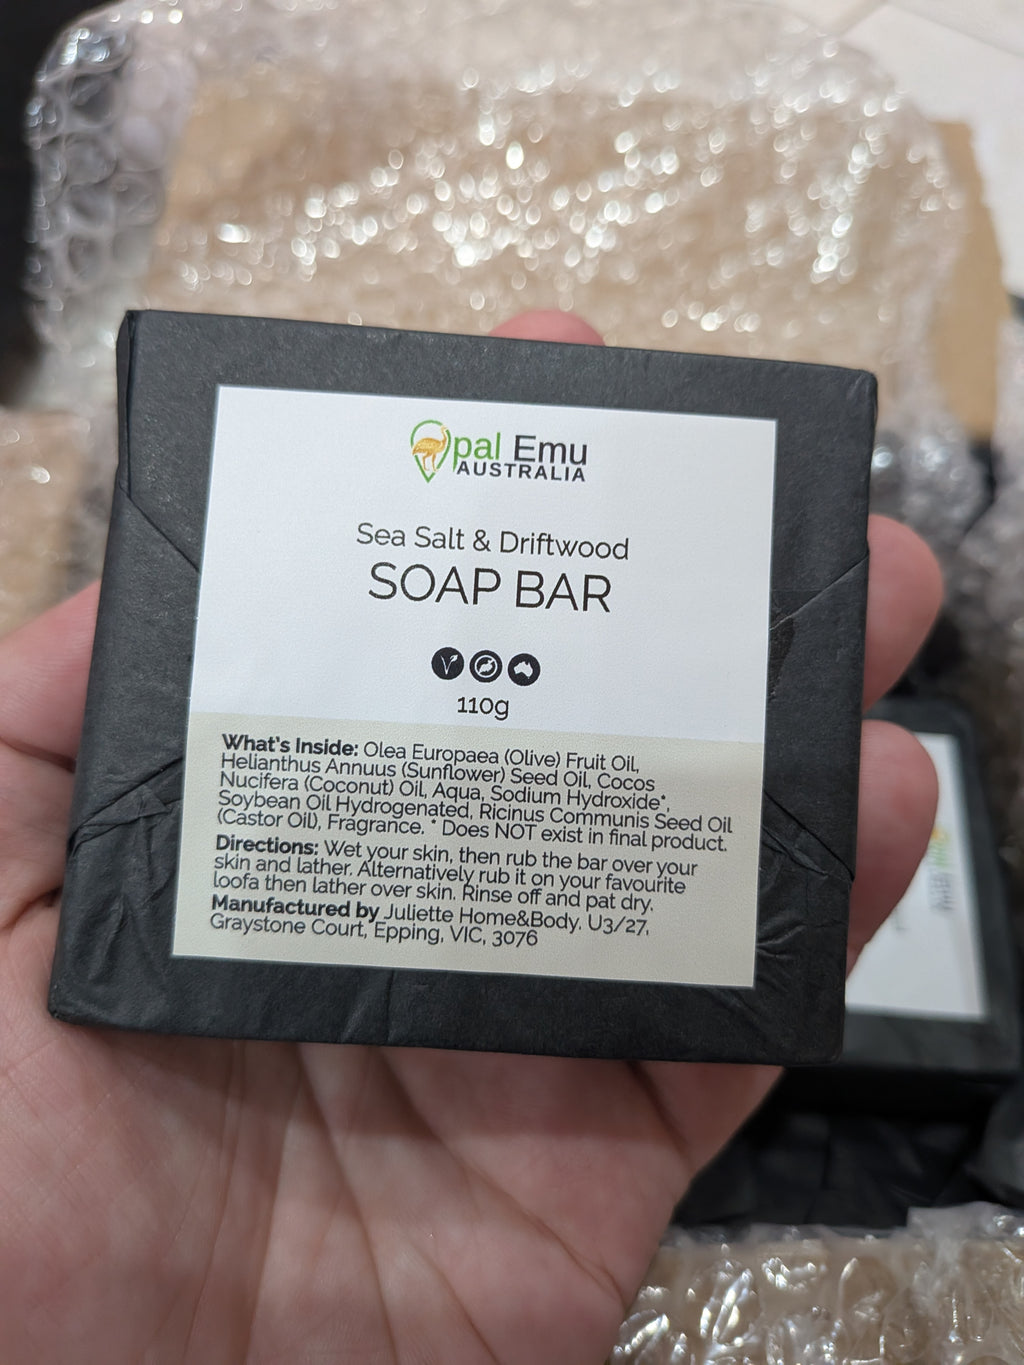 Opal Emu
AUSTRALIA
Sea Salt & Driftwood
SOAP BAR
110g
What's Inside: Olea Europaea (Olive) Fruit Oil,
Helianthus Annuus (Sunflower) Seed Oil, Cocos
Nucifera (Coconut) Oil, Aqua, Sodium Hydroxide*,
Soybean Oil Hydrogenated, Ricinus Communis Seed Oil
(Castor Oil), Fragrance. * Does NOT exist in final product.
Directions: Wet your skin, then rub the bar over your
skin and lather. Alternatively rub it on your favourite
loofa then lather over skin. Rinse off and pat dry.
Manufactured by Juliette Home&Body. U3/27,
Graystone Court, Epping, VIC, 3076